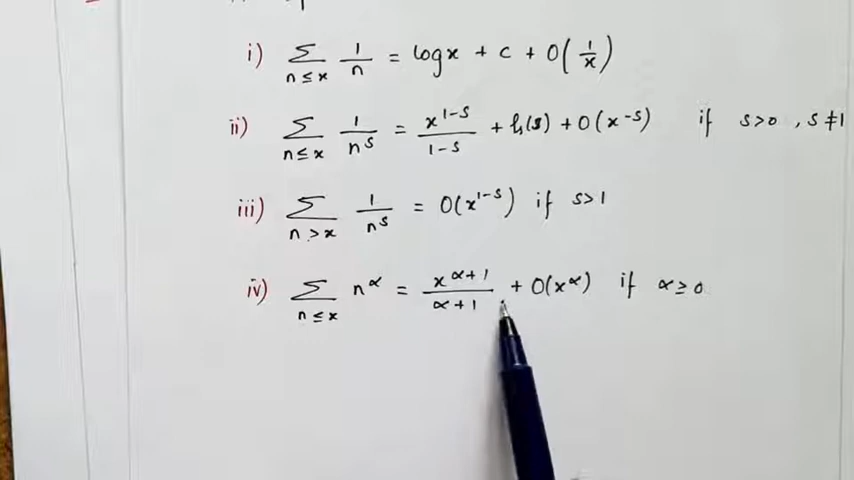 i) Σ_{n≤x} 1/n = log x + c + O(1/x)
ii) Σ_{n≤x} 1/n^s = x^{1-s}/(1-s) + ζ(s) + O(x^{-s}) if s>0, s≠1
iii) Σ_{n>x} 1/n^s = O(x^{1-s}) if s>1
iv) Σ_{n≤x} n^α = x^{α+1}/(α+1) + O(x^α) if α≥0